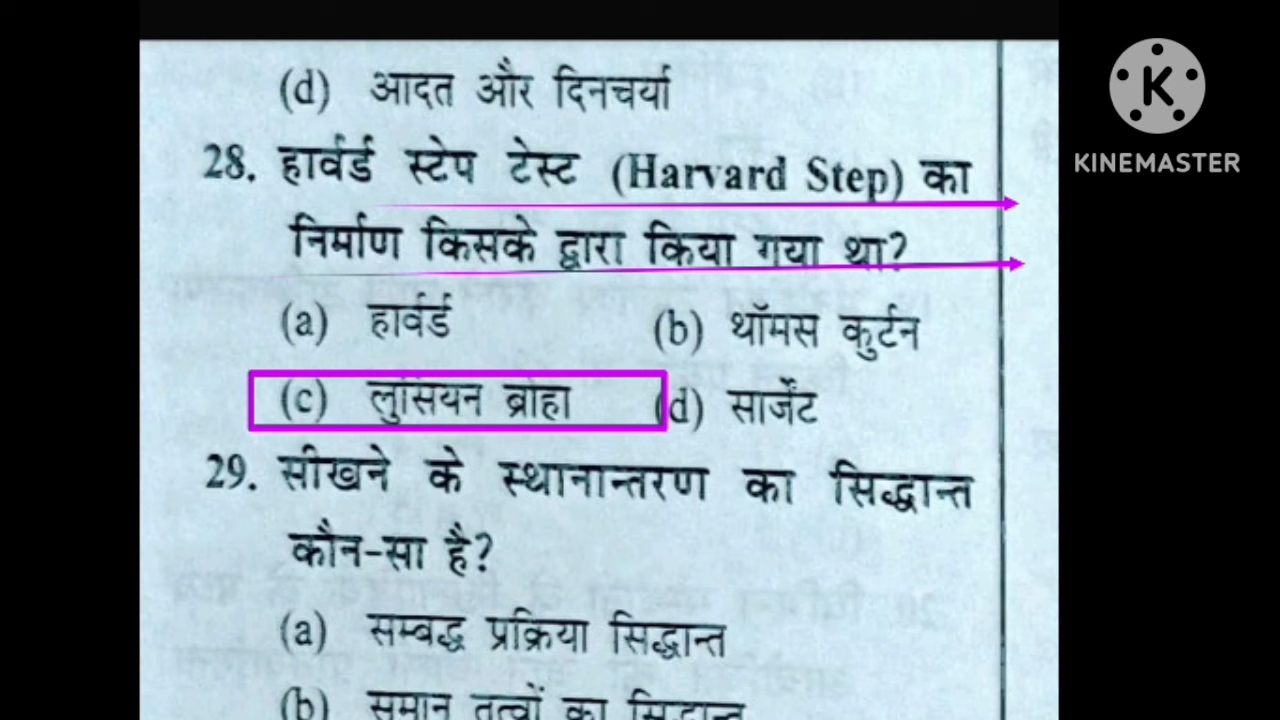 (d) आदत और दिनचर्या
KINEMASTER
28. हार्वर्ड स्टेप टेस्ट (Harvard Step) का
निर्माण किसके द्वारा किया गया था?
(a) हार्वर्ड (b) थॉमस कुर्टन
(c) लुसियन ब्रोहा (d) सार्जेंट
29. सीखने के स्थानान्तरण का सिद्धान्त
कौन-सा है?
(a) सम्बद्ध प्रक्रिया सिद्धान्त
(b) समान तत्वों का सिद्धान्त